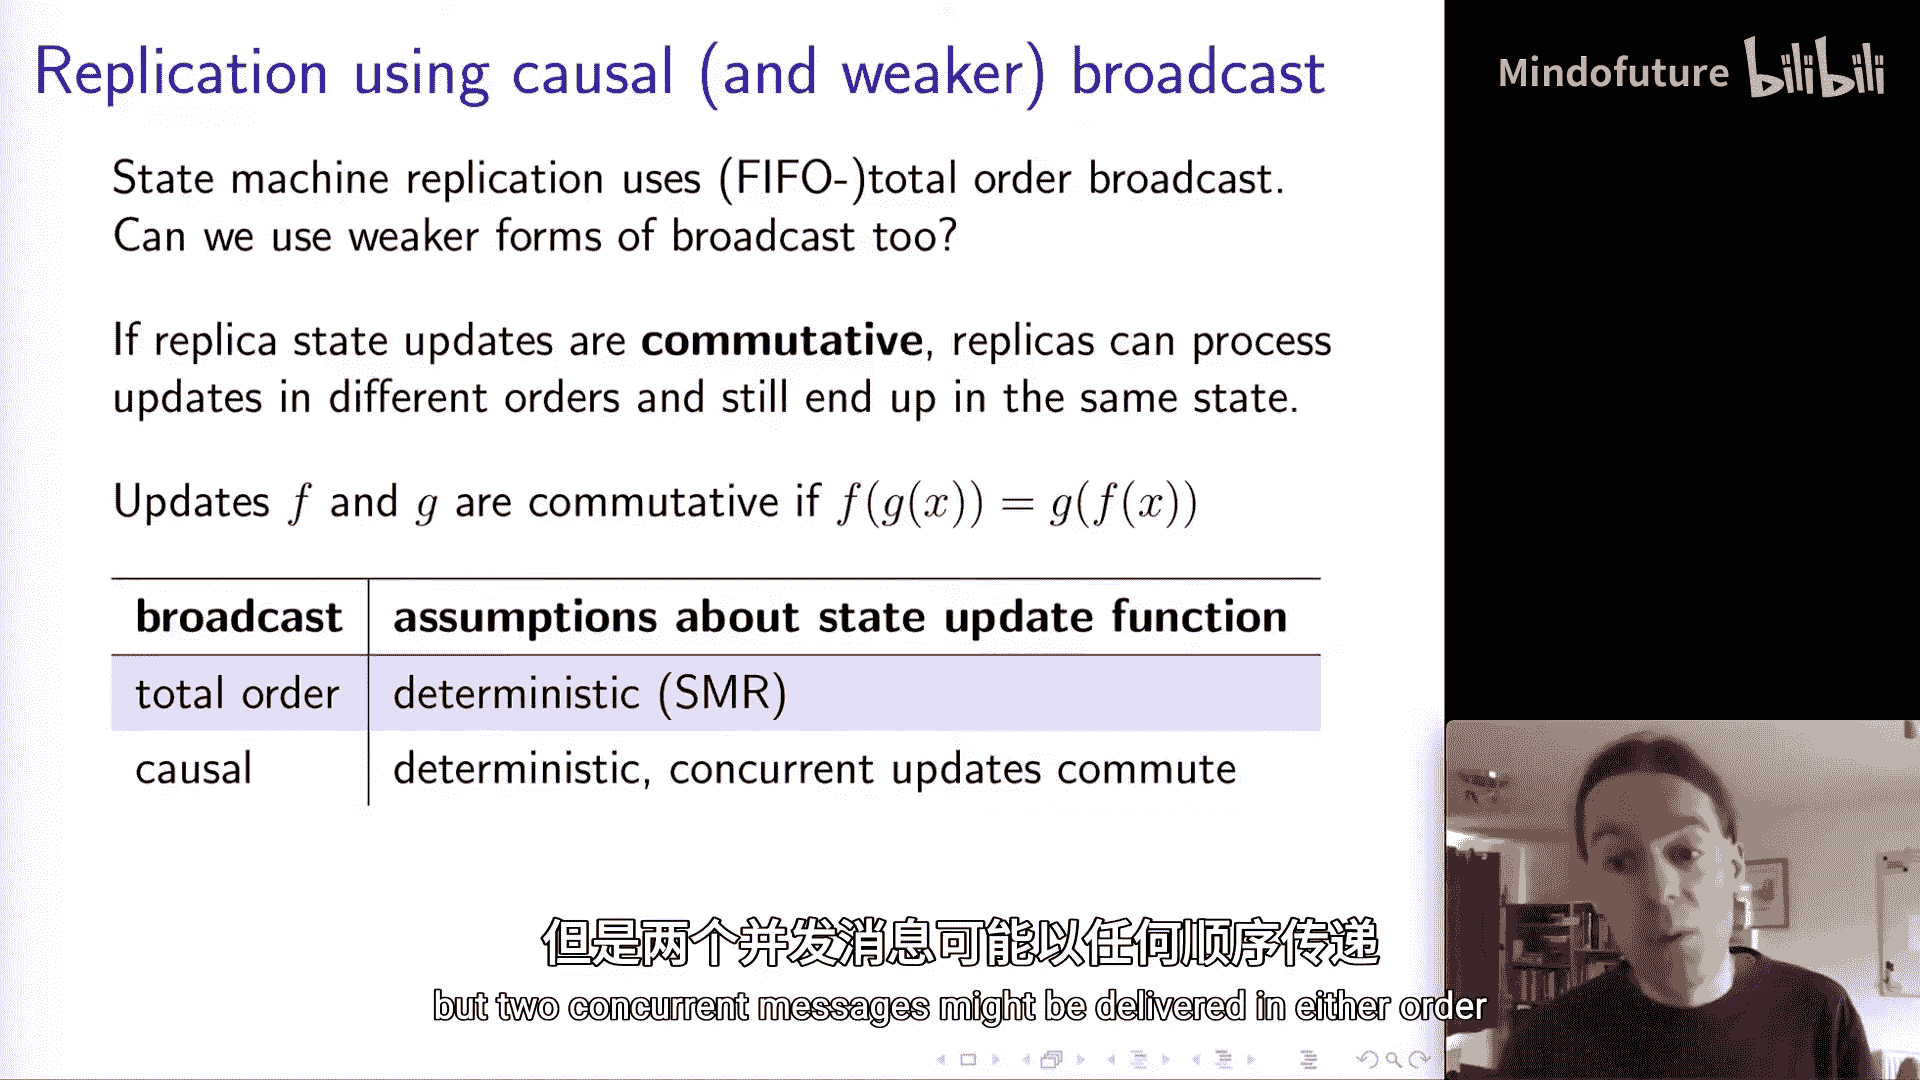 Replication using causal (and weaker) broadcast
Mindofuture bilibili
State machine replication uses (FIFO-)total order broadcast.
Can we use weaker forms of broadcast too?
If replica state updates are commutative, replicas can process
updates in different orders and still end up in the same state.
Updates f and g are commutative if f(g(x)) = g(f(x))
broadcast assumptions about state update function
total order deterministic (SMR)
causal deterministic, concurrent updates commute
但是两个并发消息可能以任何顺序传递
but two concurrent messages might be delivered in either order